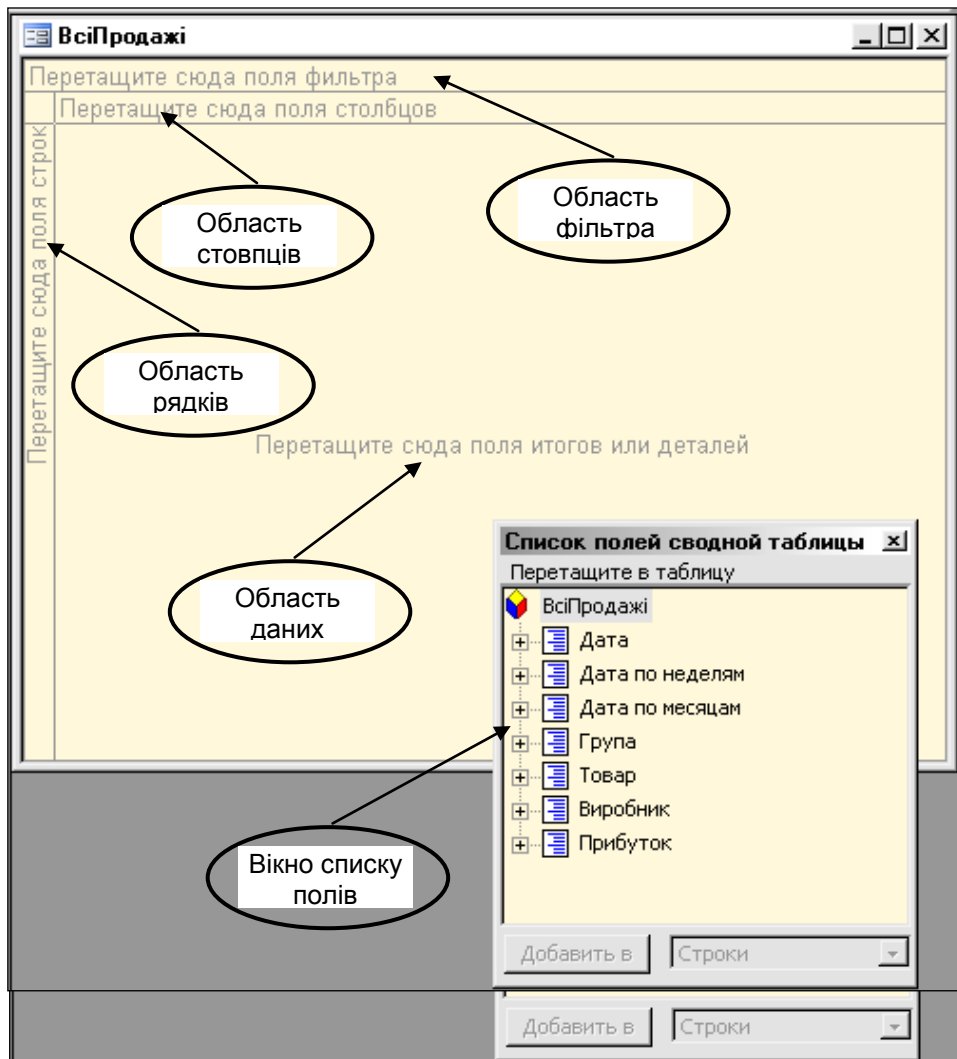 ВсіПродажі
Перетащите сюда поля фильтра
Перетащите сюда поля столбцов
Перетащите сюда поля строк
Область
фільтра
Область
стовпців
Область
рядків
Перетащите сюда поля итогов или деталей
Область
даних
Список полей сводной таблицы
Перетащите в таблицу
ВсіПродажі
Дата
Дата по неделям
Дата по месяцам
Група
Товар
Виробник
Прибуток
Вікно списку
полів
Добавить в
Строки
Добавить в
Строки